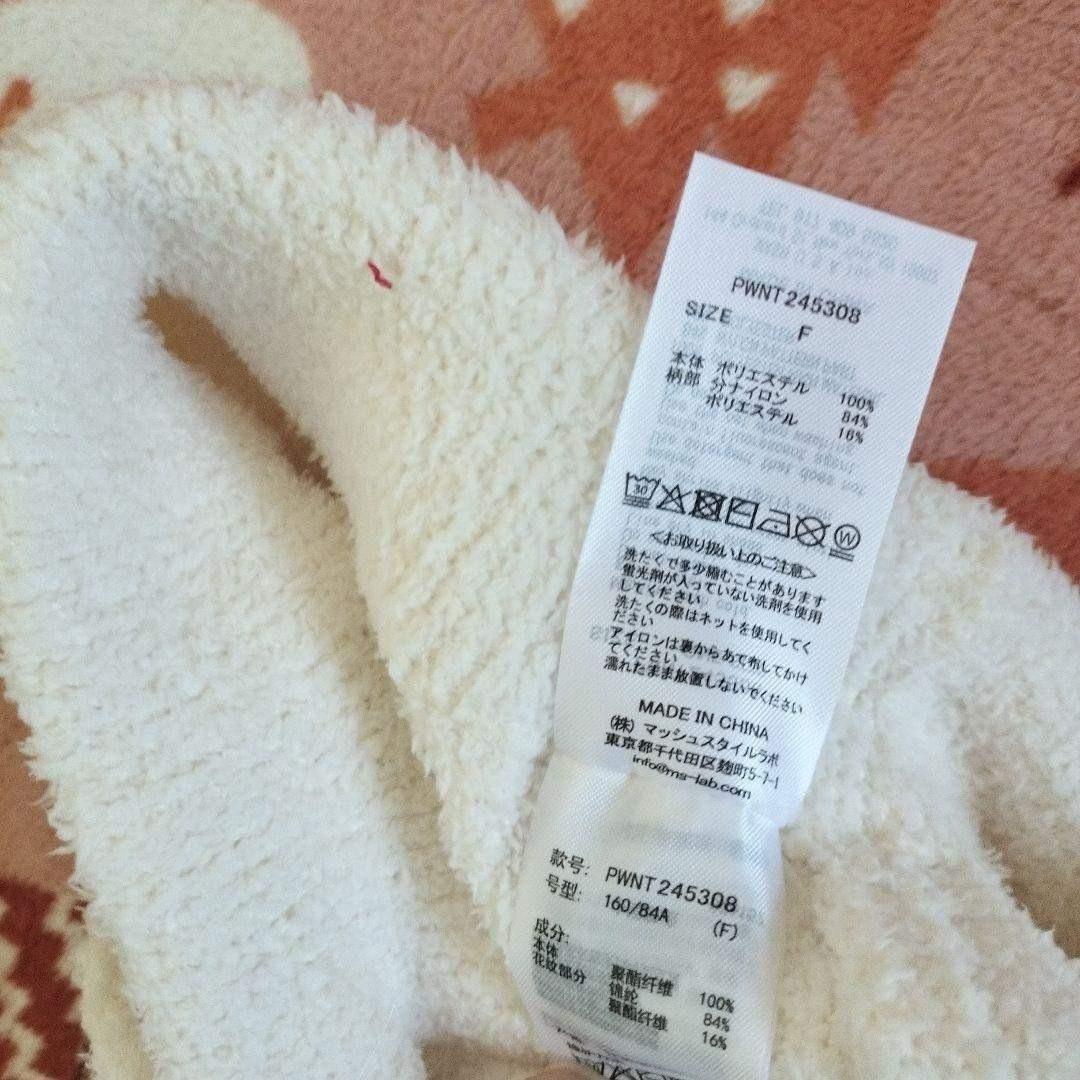 PWNT245308
SIZE F
本体 ポリエステル 100%
柄部 分ナイロン 84%
ポリエステル 16%
30
W
<お取り扱い上のご注意>
洗たくで多少縮むことがあります
蛍光剤が入っていない洗剤を使用
してください
洗たくの際はネットを使用してく
ださい
アイロンは裏からあて布してかけ
てください
濡れたまま放置しないでください
MADE IN CHINA
(株) マッシュスタイルラボ
東京都千代田区麹町5-7-1
info@ms-lab.com
款号: PWNT245308
号型: 160/84A (F)
成分:
本体 聚酯纤维 100%
花纹部分 锦纶 84%
聚酯纤维 16%